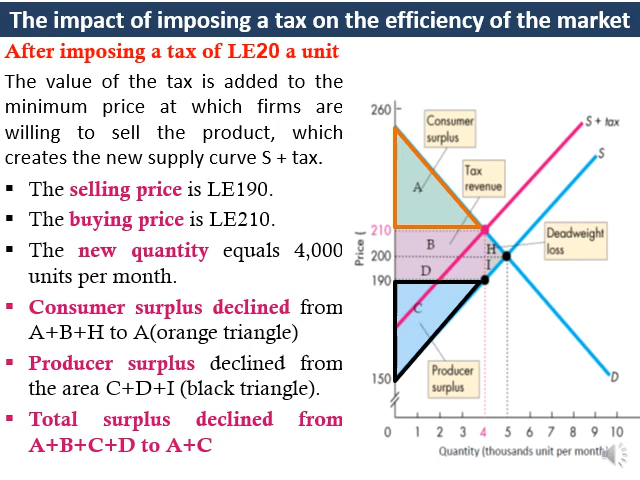 The impact of imposing a tax on the efficiency of the market
After imposing a tax of LE20 a unit
The value of the tax is added to the
minimum price at which firms are
willing to sell the product, which
creates the new supply curve S + tax.
▪ The selling price is LE190.
▪ The buying price is LE210.
▪ The new quantity equals 4,000
units per month.
▪ Consumer surplus declined from
A+B+H to A(orange triangle)
▪ Producer surplus declined from
the area C+D+I (black triangle).
▪ Total surplus declined from
A+B+C+D to A+C
260
Consumer
surplus
S + tax
S
Tax
revenue
A
210
Deadweight
loss
B
H
Price (
200
D
I
190
C
Producer
surplus
150
D
0 1 2 3 4 5 6 7 8 9 10
Quantity (thousands unit per month)